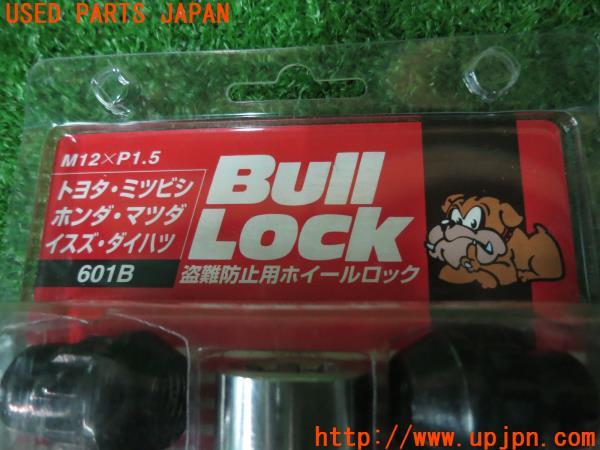 USED PARTS JAPAN
M12×P1.5
トヨタ・ミツビシ
ホンダ・マツダ
イスズ・ダイハツ
601B
Bull
Lock
盗難防止用ホイールロック
http://www.upjpn.com/